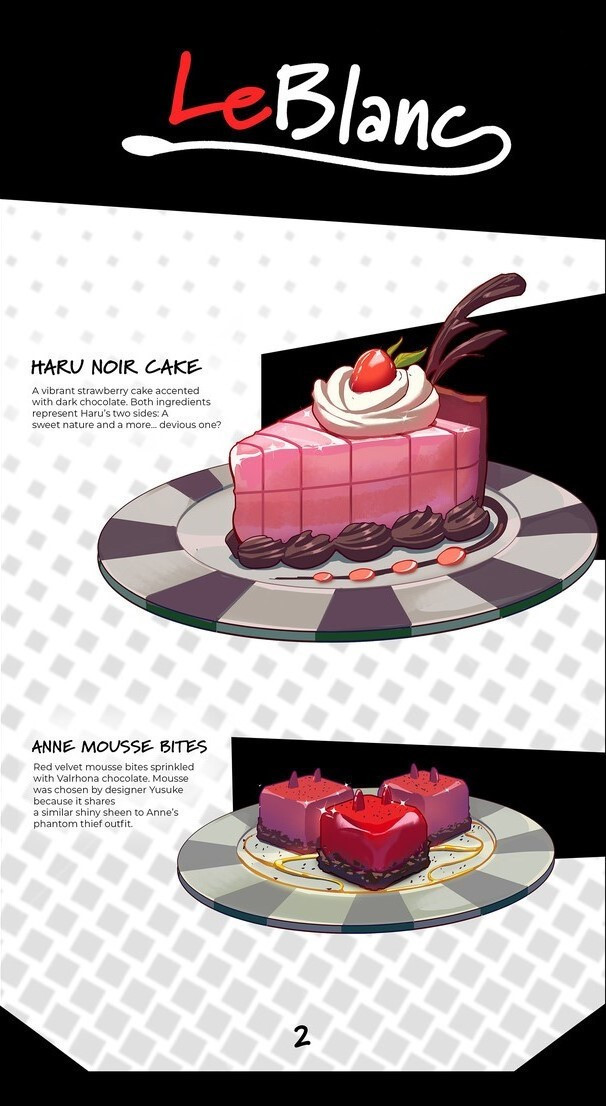 LeBlanc
HARU NOIR CAKE
A vibrant strawberry cake accented
with dark chocolate. Both ingredients
represent Haru's two sides: A
sweet nature and a more... devious one?
ANNE MOUSSE BITES
Red velvet mousse bites sprinkled
with Valrhona chocolate. Mousse
was chosen by designer Yusuke
because it shares
a similar shiny sheen to Anne's
phantom thief outfit.
2